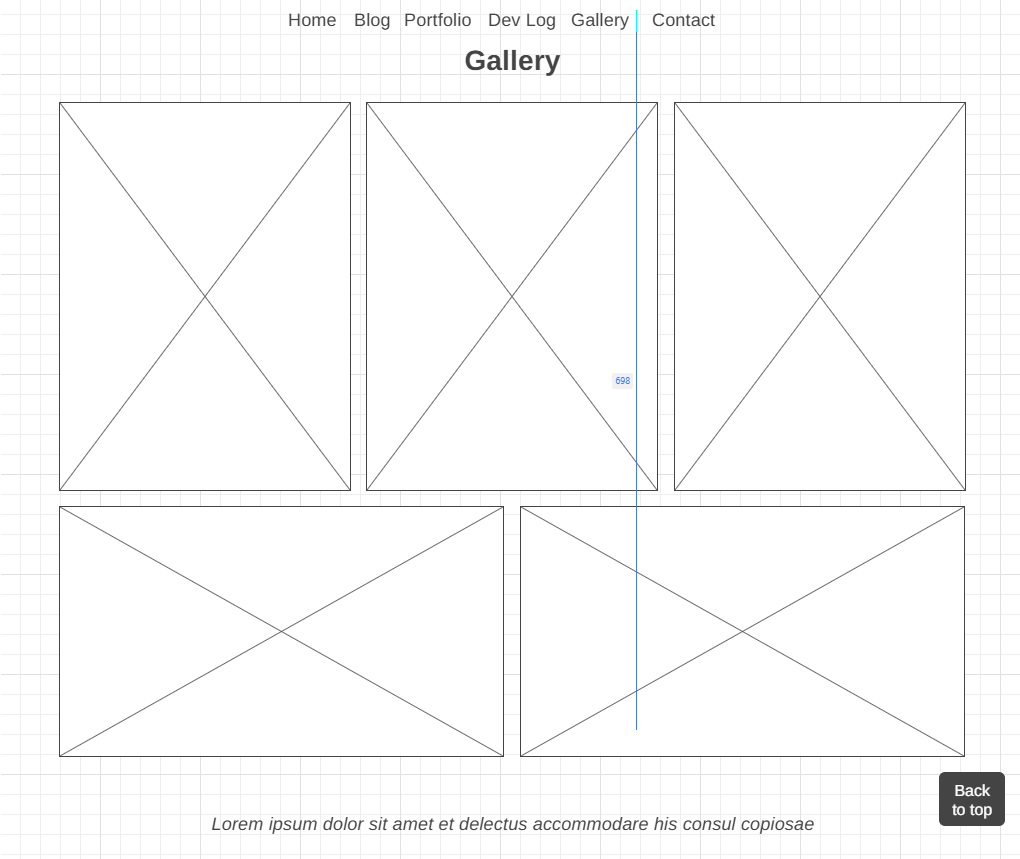 Home Blog Portfolio Dev Log Gallery Contact
Gallery
698
Back
to top
Lorem ipsum dolor sit amet et delectus accommodare his consul copiosae